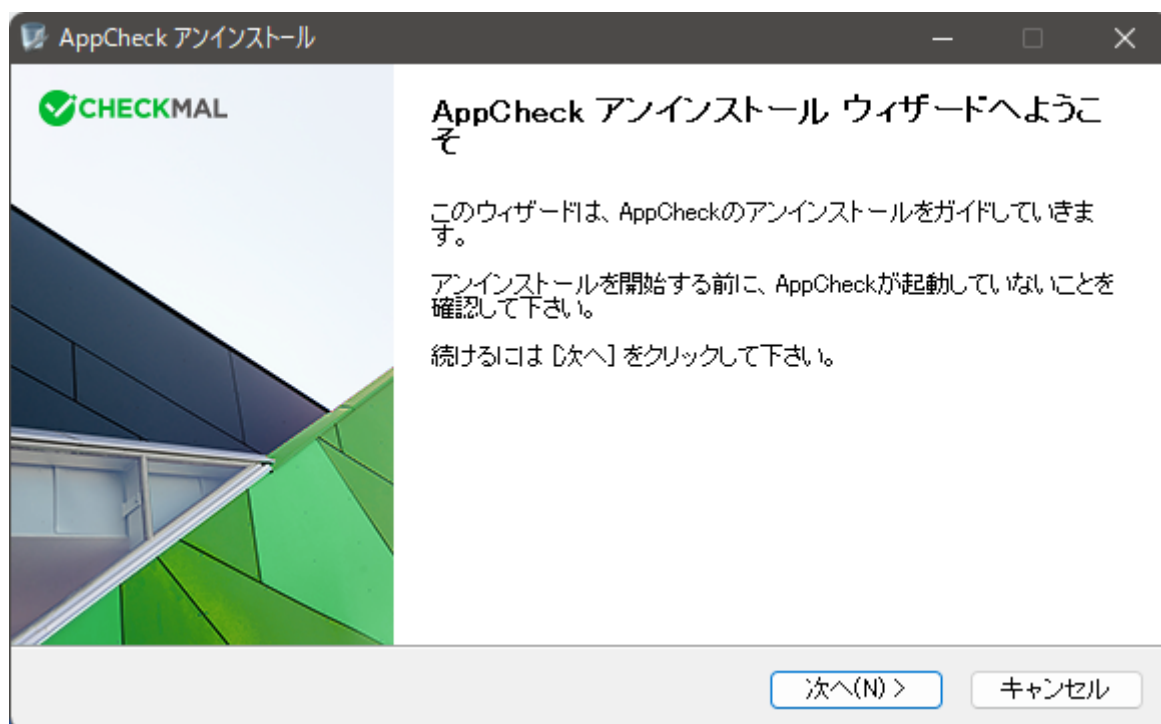 AppCheck アンインストール
CHECKMAL
AppCheck アンインストール ウィザードへようこ
そ
このウィザードは、AppCheckのアンインストールをガイドしていきま
す。
アンインストールを開始する前に、AppCheckが起動していないことを
確認して下さい。
続けるには [次へ] をクリックして下さい。
次へ(N) >
キャンセル